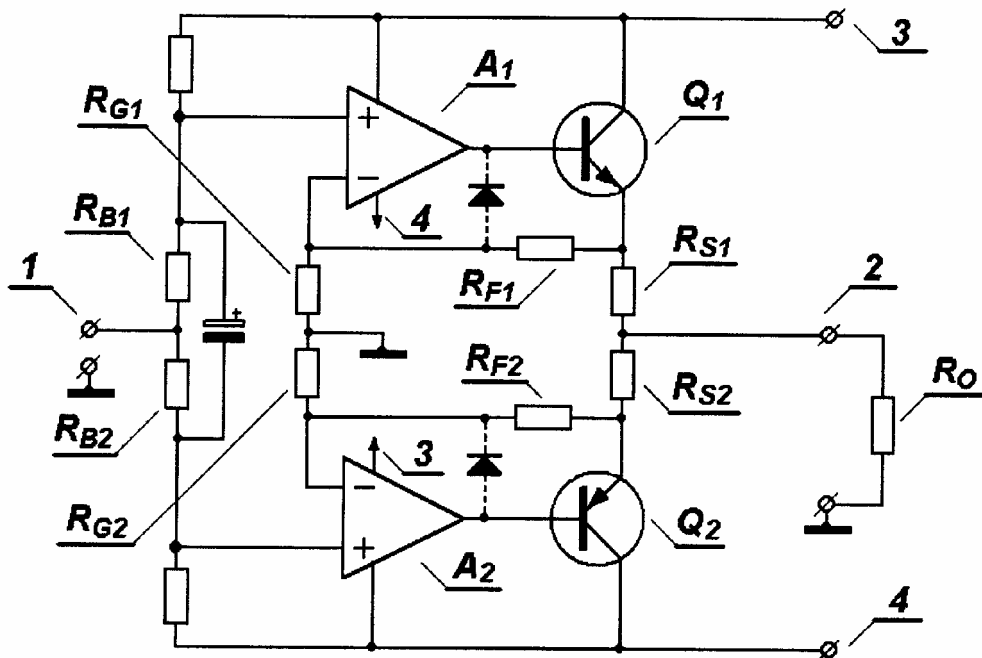 3
A1
RG1
Q1
+
−
4
RB1
RS1
1
2
RF1
+
RF2
RO
RS2
RB2
3
−
RG2
Q2
+
A2
4